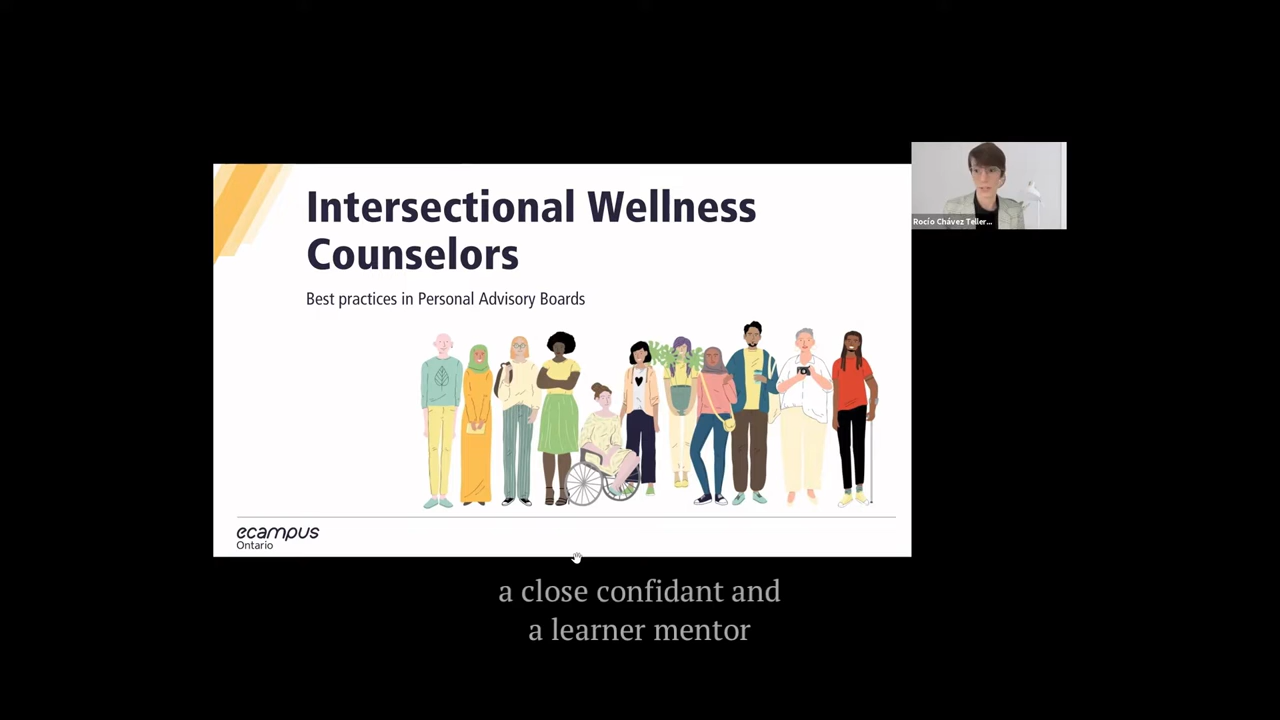 Intersectional Wellness
Counselors
Best practices in Personal Advisory Boards
Rocío Chávez Teller...
ecampus
Ontario
a close confidant and
a learner mentor